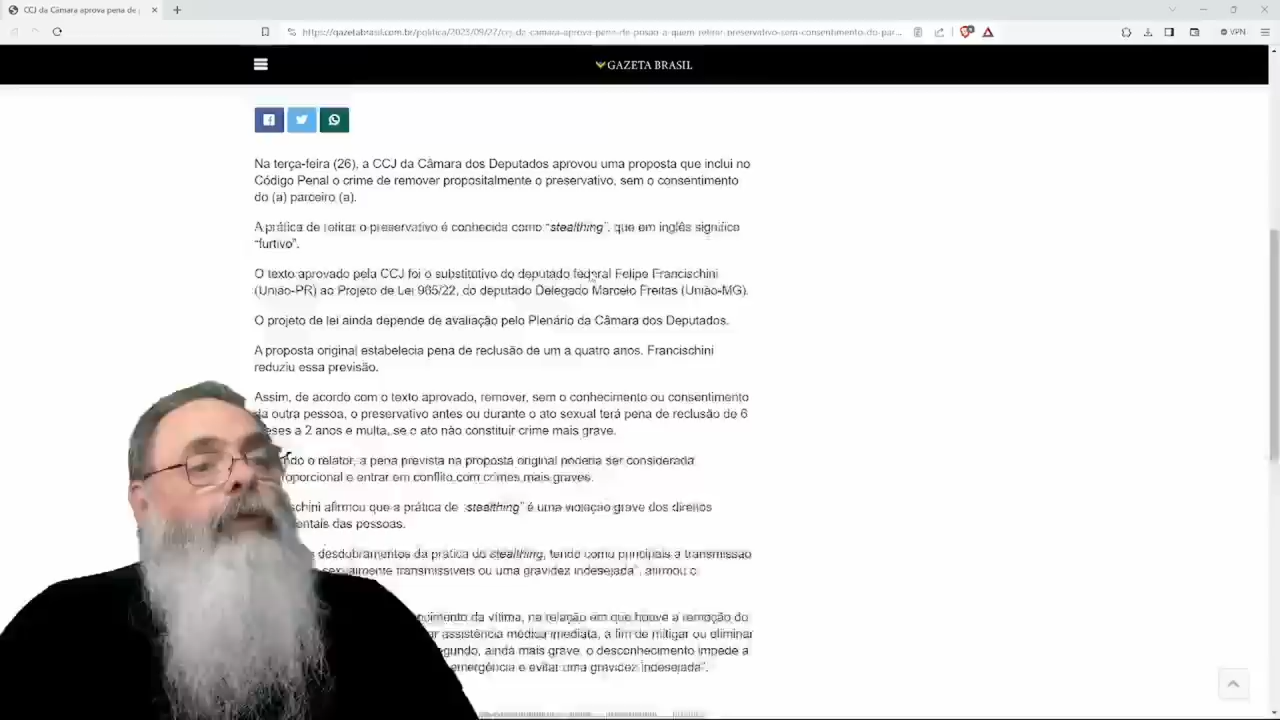 CCJ da Câmara aprova pena de
https://gazetabrasil.com.br/politica/2023/09/27/ccj-da-camara-aprova-pena-de-prisao-a-quem-retirar-preservativo-sem-consentimento-do-par...
VPN
GAZETA BRASIL
Na terça-feira (26), a CCJ da Câmara dos Deputados aprovou uma proposta que inclui no
Código Penal o crime de remover propositalmente o preservativo, sem o consentimento
do (a) parceiro (a).
A prática de retirar o preservativo é conhecida como "stealthing", que em inglês significa
"furtivo".
O texto aprovado pela CCJ foi o substitutivo do deputado federal Felipe Francischini
(União-PR) ao Projeto de Lei 965/22, do deputado Delegado Marcelo Freitas (União-MG).
O projeto de lei ainda depende de avaliação pelo Plenário da Câmara dos Deputados.
A proposta original estabelecia pena de reclusão de um a quatro anos. Francischini
reduziu essa previsão.
Assim, de acordo com o texto aprovado, remover, sem o conhecimento ou consentimento
da outra pessoa, o preservativo antes ou durante o ato sexual terá pena de reclusão de 6
eses a 2 anos e multa, se o ato não constituir crime mais grave.
ndo o relator, a pena prevista na proposta original poderia ser considerada
roporcional e entrar em conflito com crimes mais graves.
schini afirmou que a prática de "stealthing" é uma violação grave dos direitos
entais das pessoas.
desdobramentos da prática do stealthing, tendo como principais a transmissão
sexualmente transmissíveis ou uma gravidez indesejada", afirmou o
cimento da vítima, na relação em que houve a remoção do
ar assistência médica imediata, a fim de mitigar ou eliminar
gundo, ainda mais grave, o desconhecimento impede a
emergência e evitar uma gravidez indesejada".